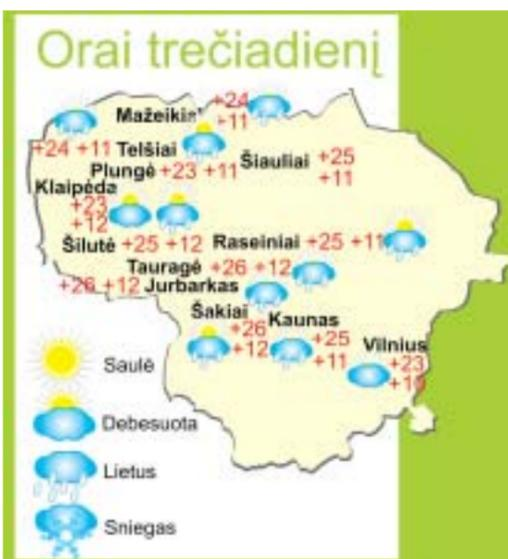 Orai trečiadienį
+24
Mažeikiai
+11
+24 +11 Telšiai
Plungė +23 +11
Šiauliai +25
+11
Klaipėda
+23
+12
Šilutė +25 +12
Raseiniai +25 +11
Tauragė +26 +12
+26 +12 Jurbarkas
Šakiai
+26
+12
Kaunas
+25
+11
Vilnius
+23
+10
Saulė
Debesuota
Lietus
Sniegas